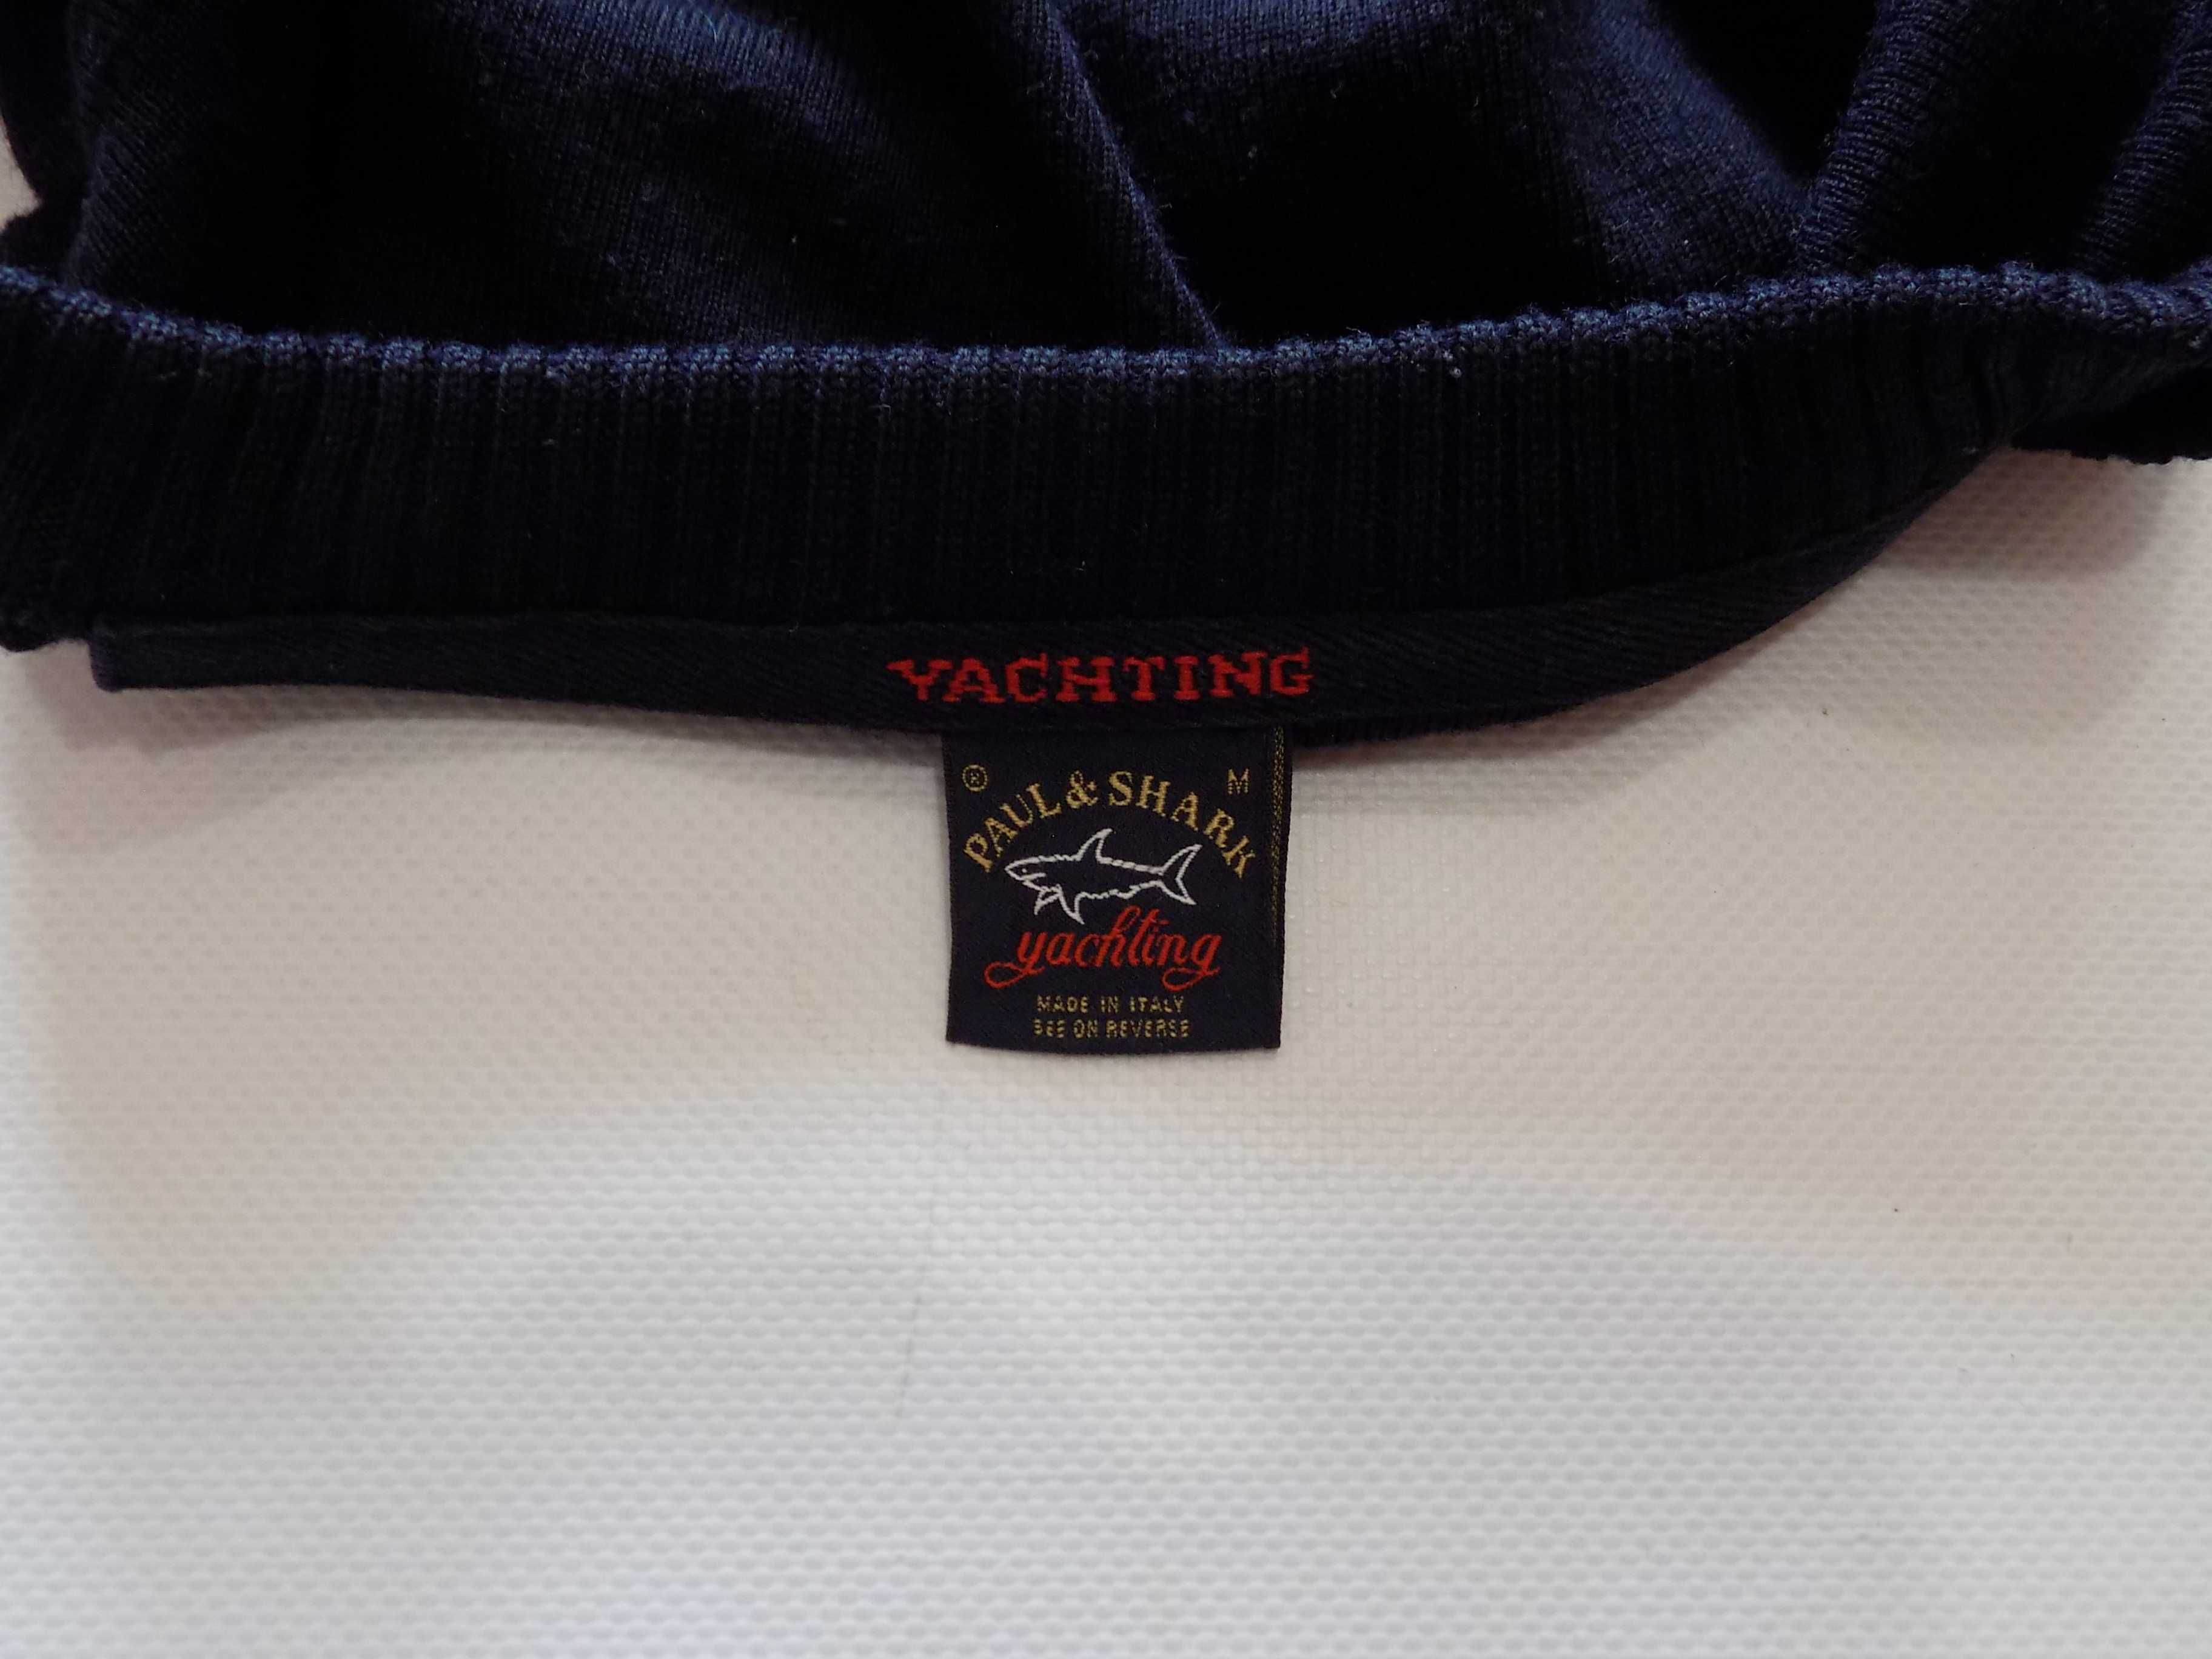 YACHTING
® M
PAUL & SHARK
yachting
MADE IN ITALY
SEE ON REVERSE